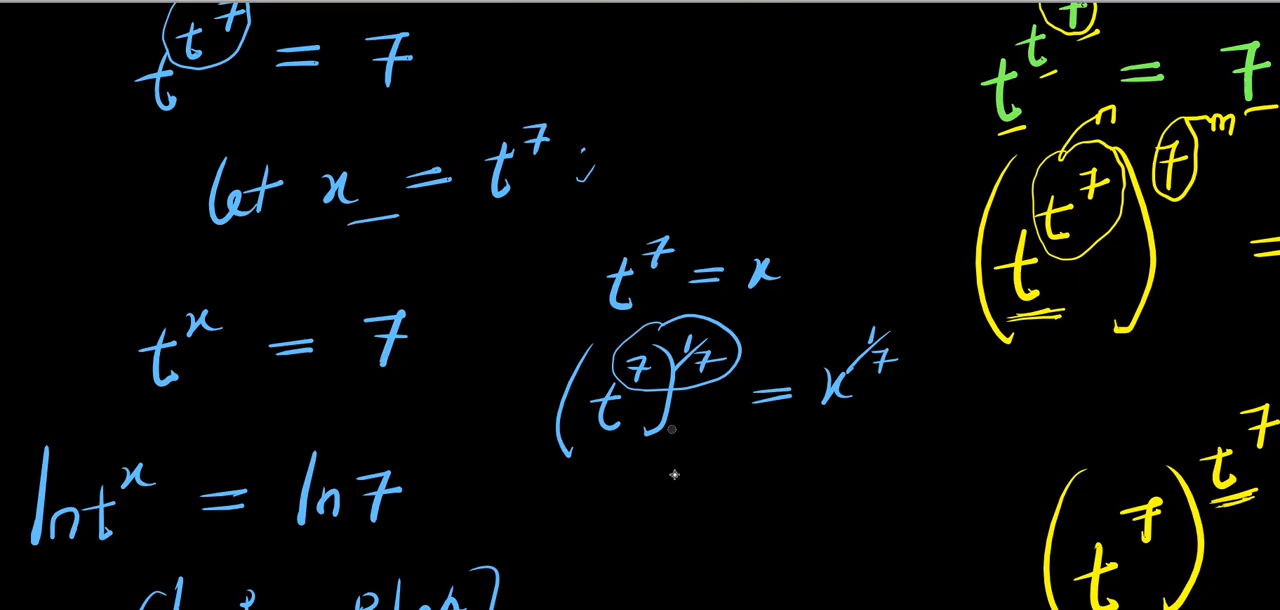 t^{t^7} = 7
let x = t^7 ;
t^x = 7
ln t^x = ln 7
t^7 = x
(t^7)^{1/7} = x^{1/7}
t^{t^7} = 7
(t^{t^7})^7 =
n
m
(t^7)^{t^7}